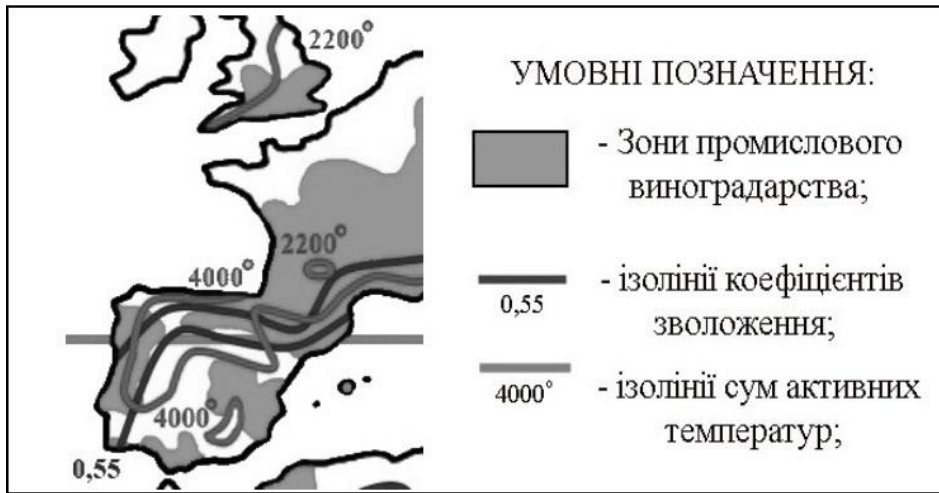 2200°
2200°
4000°
4000°
0,55
УМОВНІ ПОЗНАЧЕННЯ:
- Зони промислового
виноградарства;
0,55
- ізолінії коефіцієнтів
зволоження;
4000°
- ізолінії сум активних
температур;